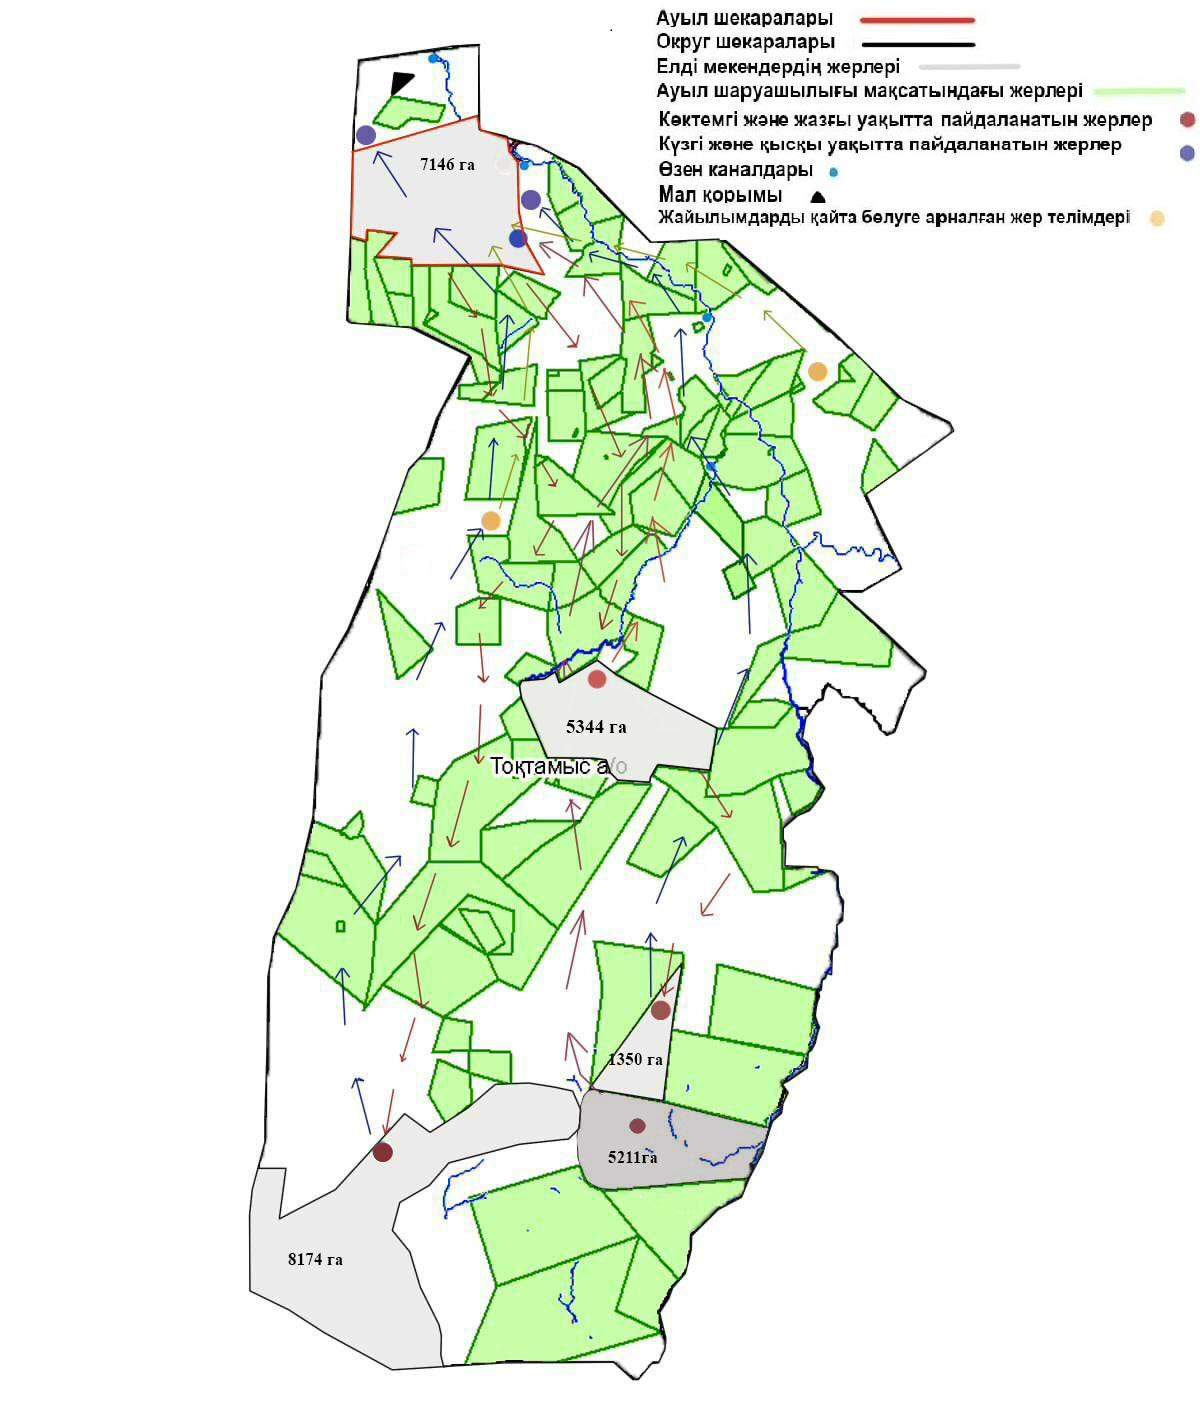 Ауыл шекаралары
Округ шекаралары
Елді мекендердің жерлері
Ауыл шаруашылығы мақсатындағы жерлері
Көктемгі және жазғы уақытта пайдаланатын жерлер
Күзгі және қысқы уақытта пайдаланатын жерлер
Өзен каналдары
Мал қорымы
Жайылымдарды қайта бөлуге арналған жер телімдері
7146 га
5344 га
Тоқтамыс а/о
1350 га
5211га
8174 га